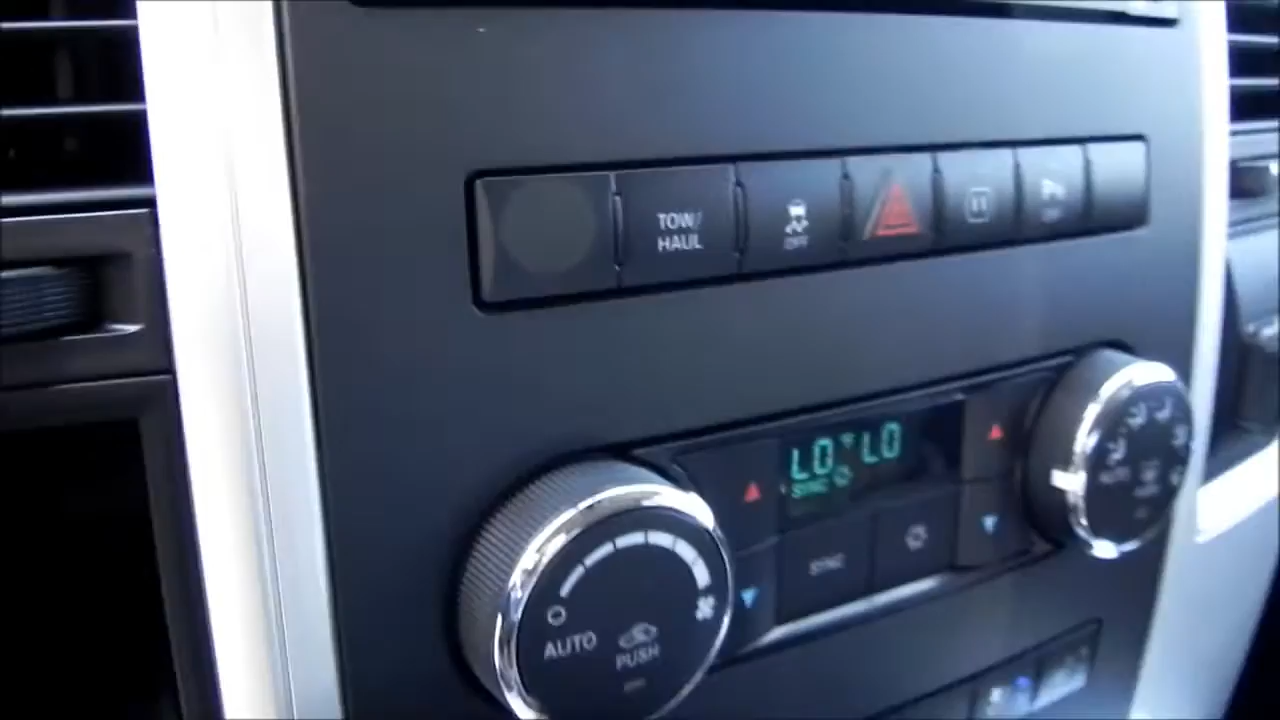 TOW/
HAUL
OFF
LO LO
SYNC
SYNC
AUTO
PUSH